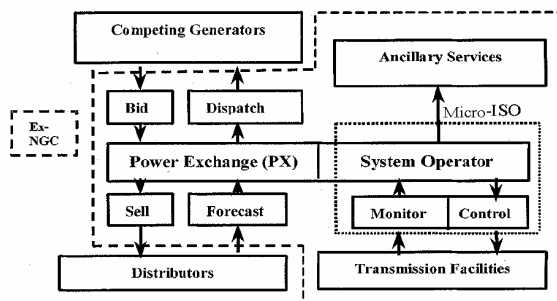 Competing Generators
Ancillary Services
Bid
Dispatch
Micro-ISO
Ex-
NGC
Power Exchange (PX)
System Operator
Sell
Forecast
Monitor
Control
Distributors
Transmission Facilities